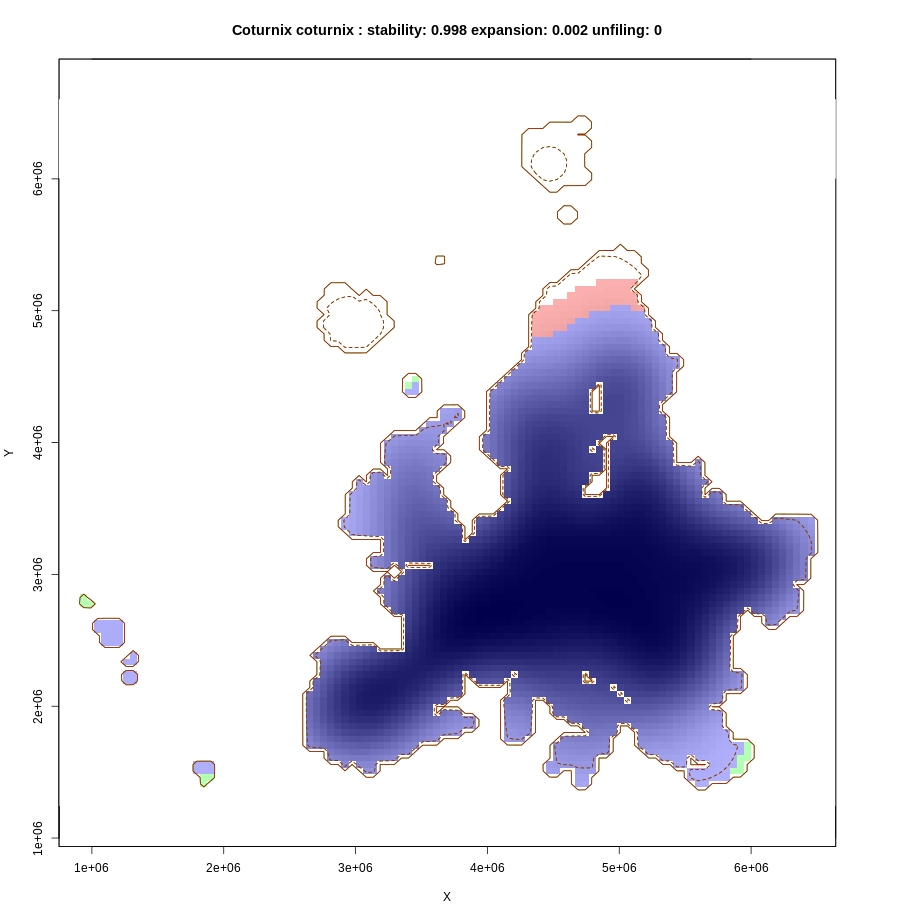 Coturnix coturnix : stability: 0.998 expansion: 0.002 unfiling: 0
6e+06
5e+06
4e+06
Y
3e+06
2e+06
1e+06
1e+06 2e+06 3e+06 4e+06 5e+06 6e+06
X